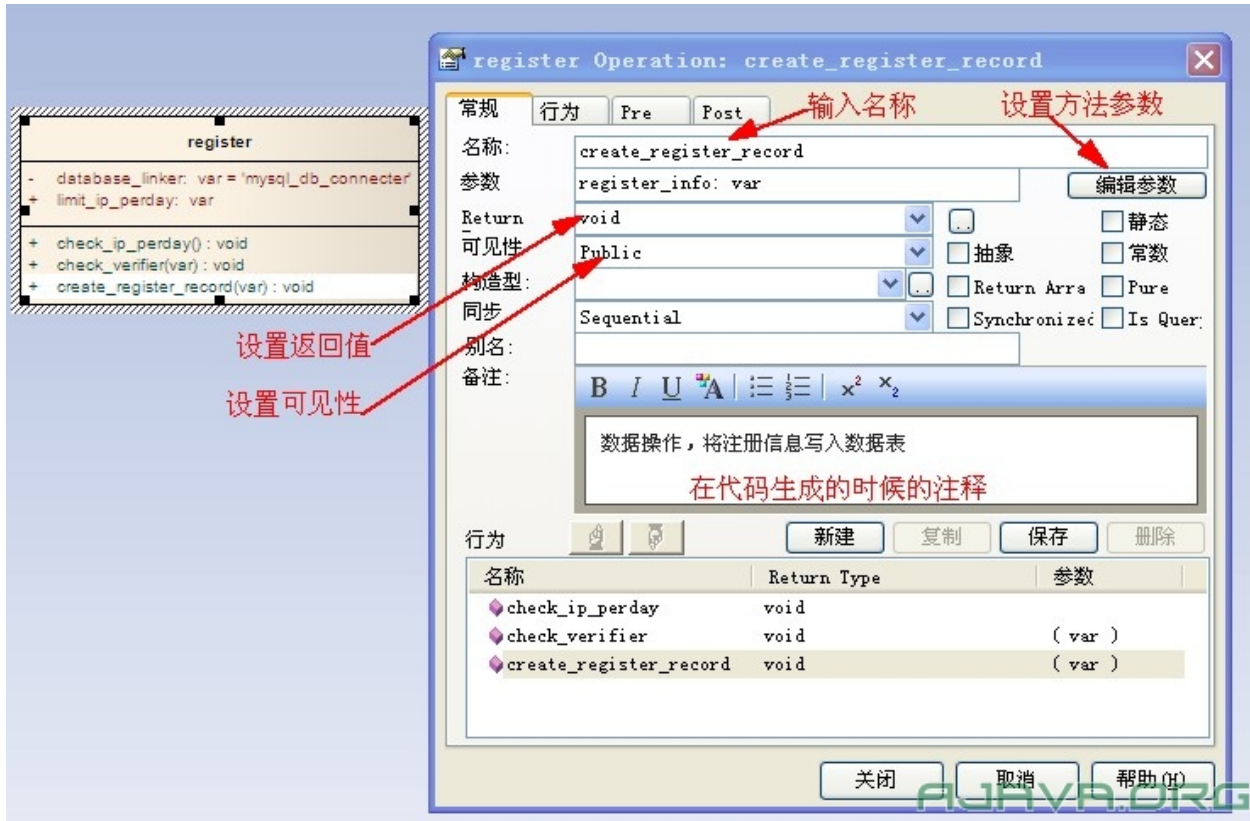 register
- database_linker: var = 'mysql_db_connecter'
+ limit_ip_perday: var
+ check_ip_perday() : void
+ check_verifier(var) : void
+ create_register_record(var) : void
设置返回值
设置可见性
register Operation: create_register_record
常规 行为 Pre Post
输入名称 设置方法参数
名称: create_register_record
参数 register_info: var 编辑参数
Return void 静态
可见性 Public 抽象 常数
构造型: Return Arra Pure
同步 Sequential Synchronized Is Quer
别名:
备注: B I U A x² x₂
数据操作，将注册信息写入数据表
在代码生成的时候的注释
行为 新建 复制 保存 删除
名称 Return Type 参数
check_ip_perday void
check_verifier void ( var )
create_register_record void ( var )
关闭 取消 帮助(H)
AJAVA.ORG